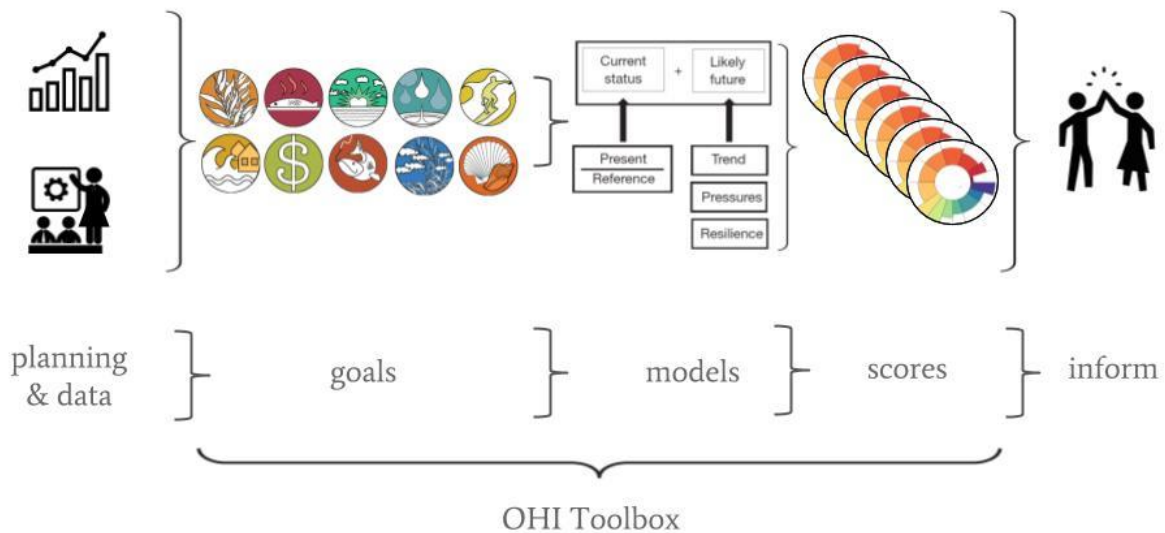 Current
status
+
Likely
future
Present
Reference
Trend
Pressures
Resilience
$
planning
& data
goals
models
scores
inform
OHI Toolbox